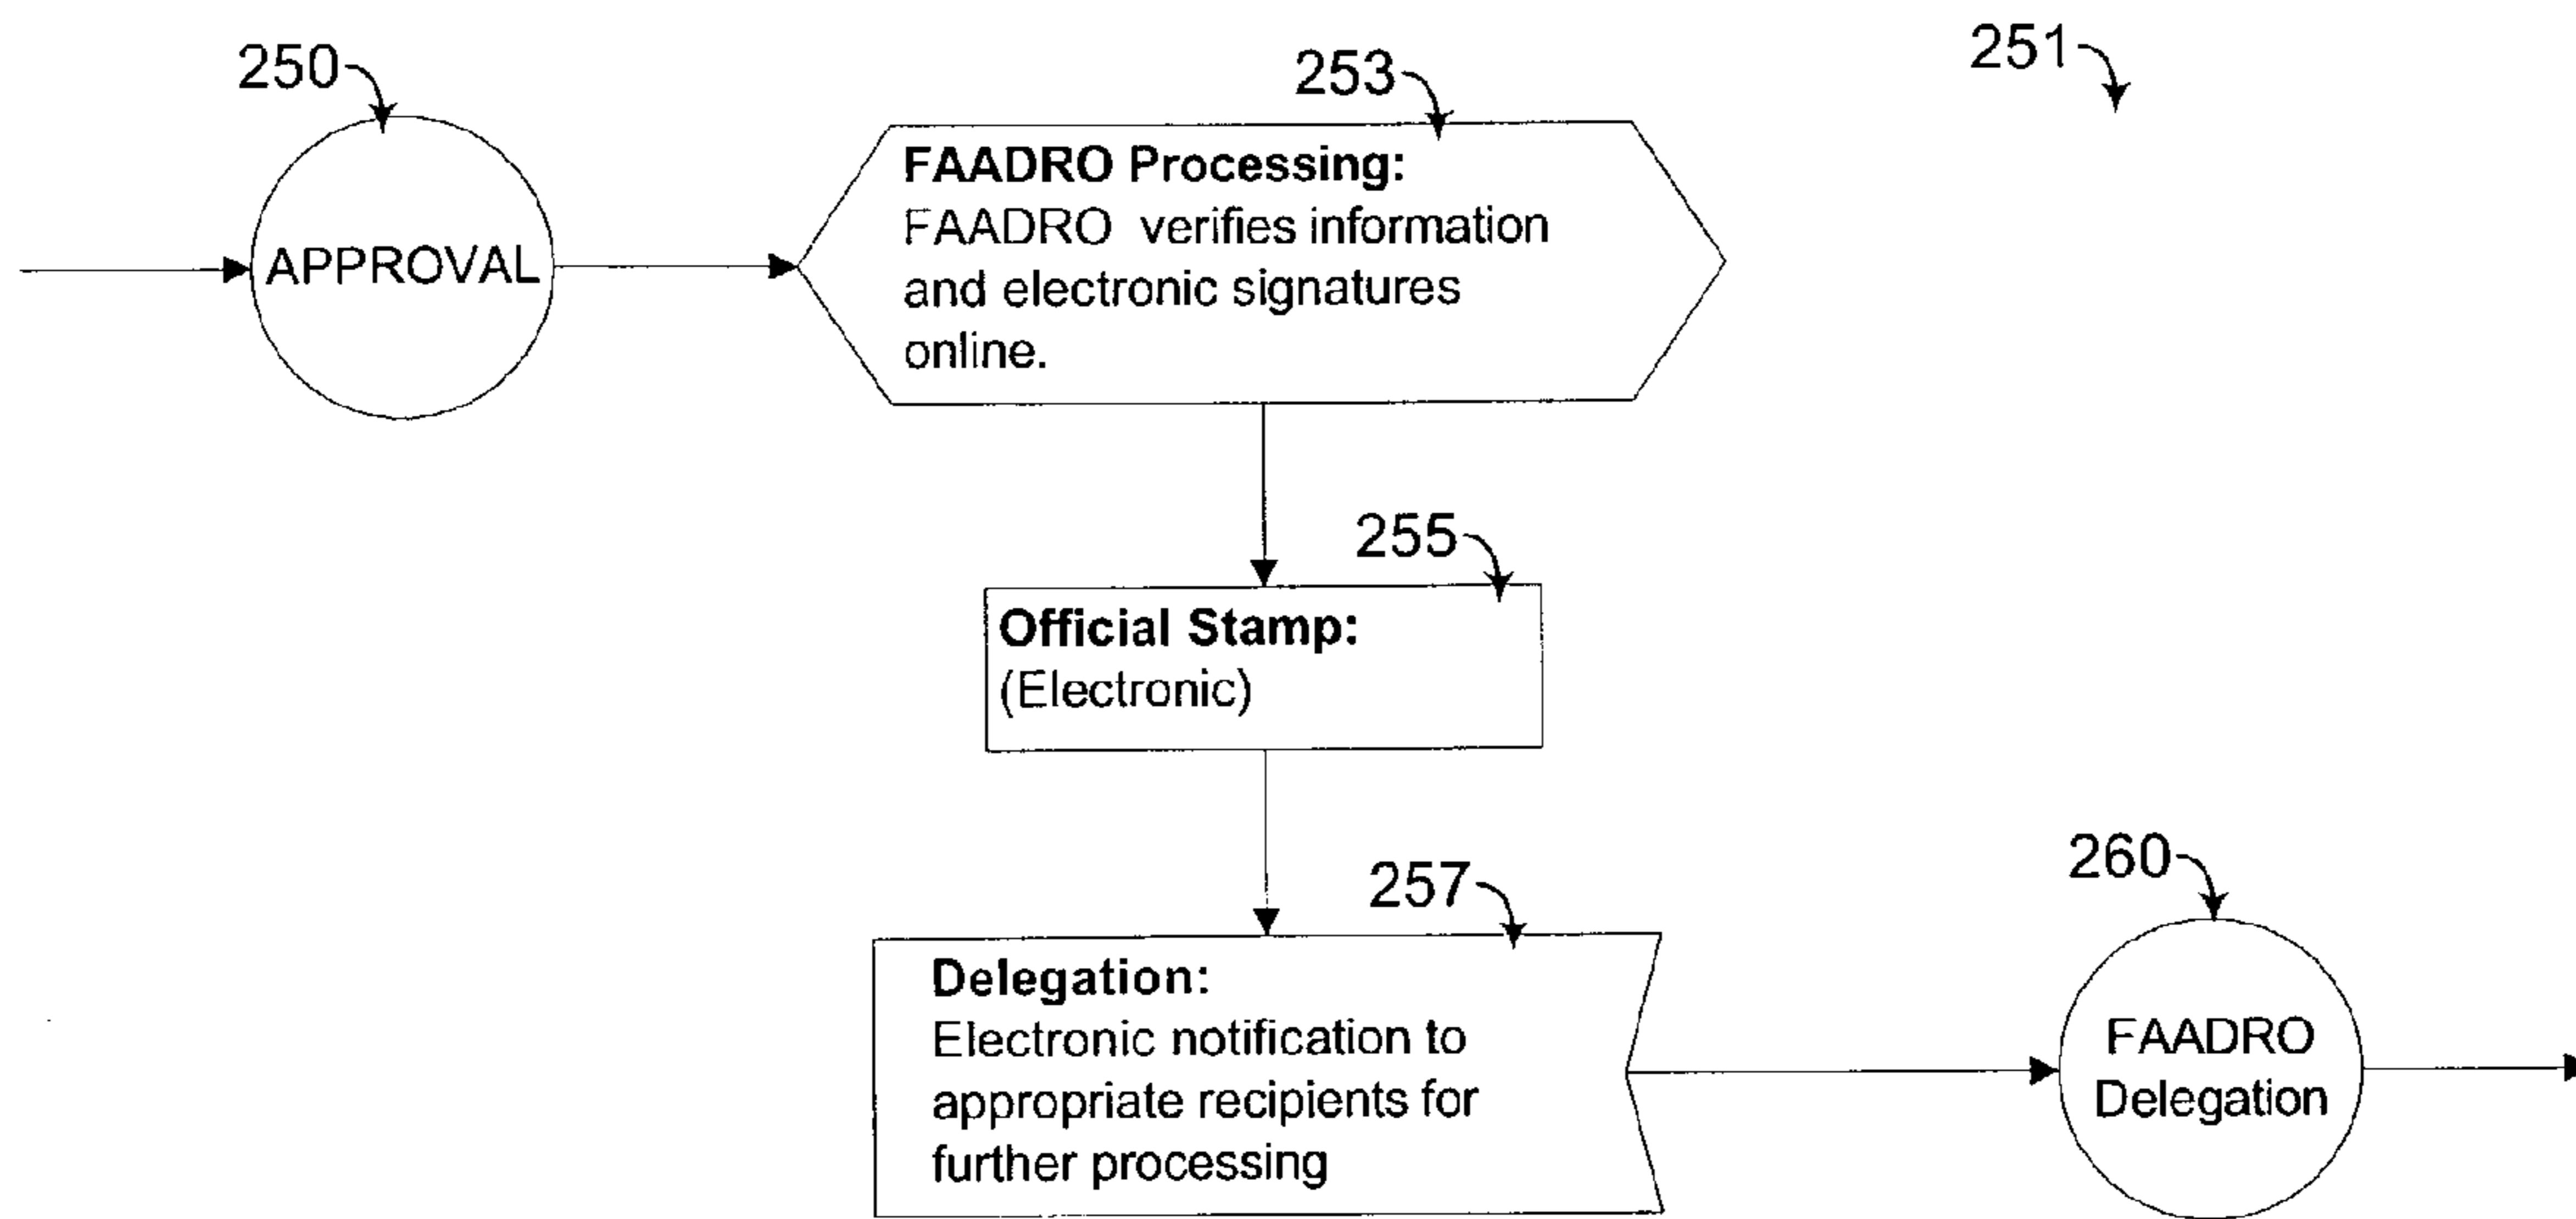 250
253
251
APPROVAL
FAADRO Processing:
FAADRO verifies information
and electronic signatures
online.
255
Official Stamp:
(Electronic)
257
260
Delegation:
Electronic notification to
appropriate recipients for
further processing
FAADRO
Delegation